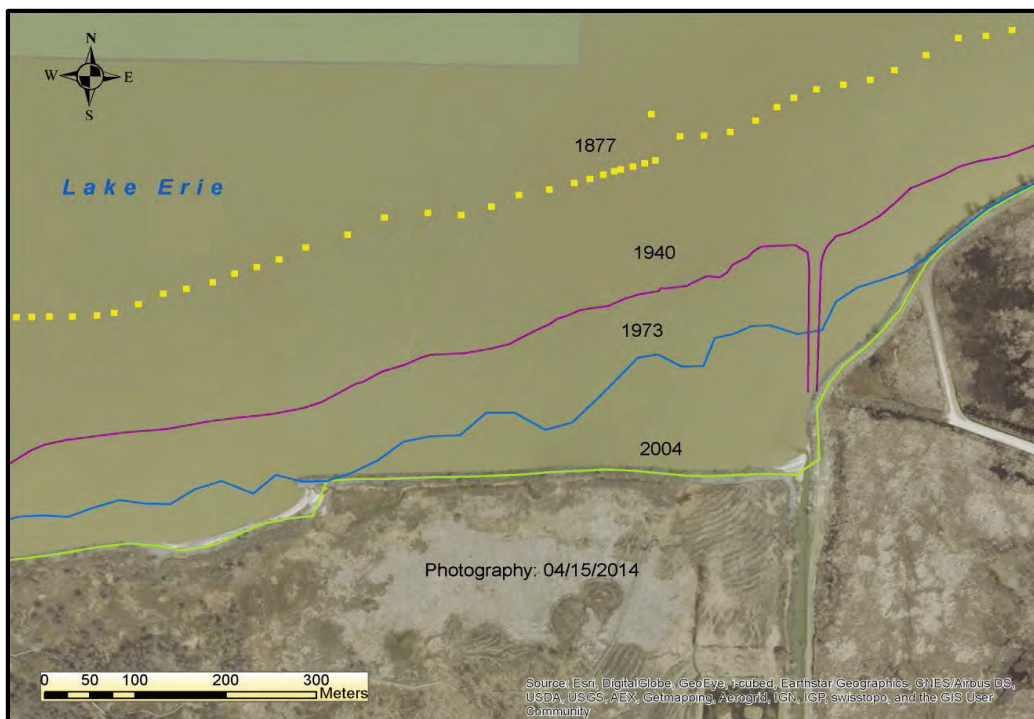 N
W E
S
1877
Lake Erie
1940
1973
2004
Photography: 04/15/2014
0 50 100 200 300
Meters
Source: Esri, DigitalGlobe, GeoEye, i-cubed, Earthstar Geographics, CNES/Airbus DS,
USDA, USGS, AEX, Getmapping, Aerogrid, IGN, IGP, swisstopo, and the GIS User
Community